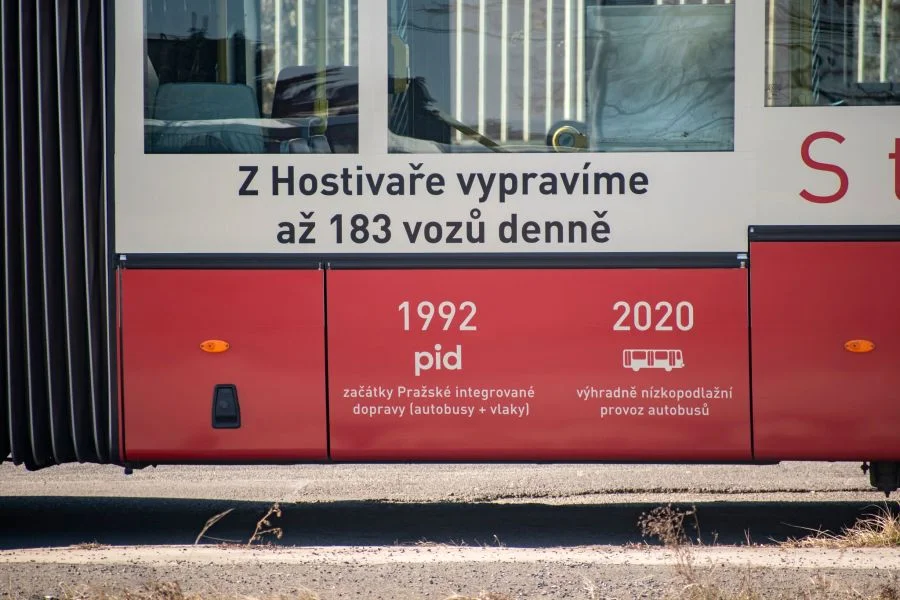 Z Hostivaře vypravíme
až 183 vozů denně
1992
pid
začátky Pražské integrované
dopravy (autobusy + vlaky)
2020
výhradně nízkopodlažní
provoz autobusů
S t